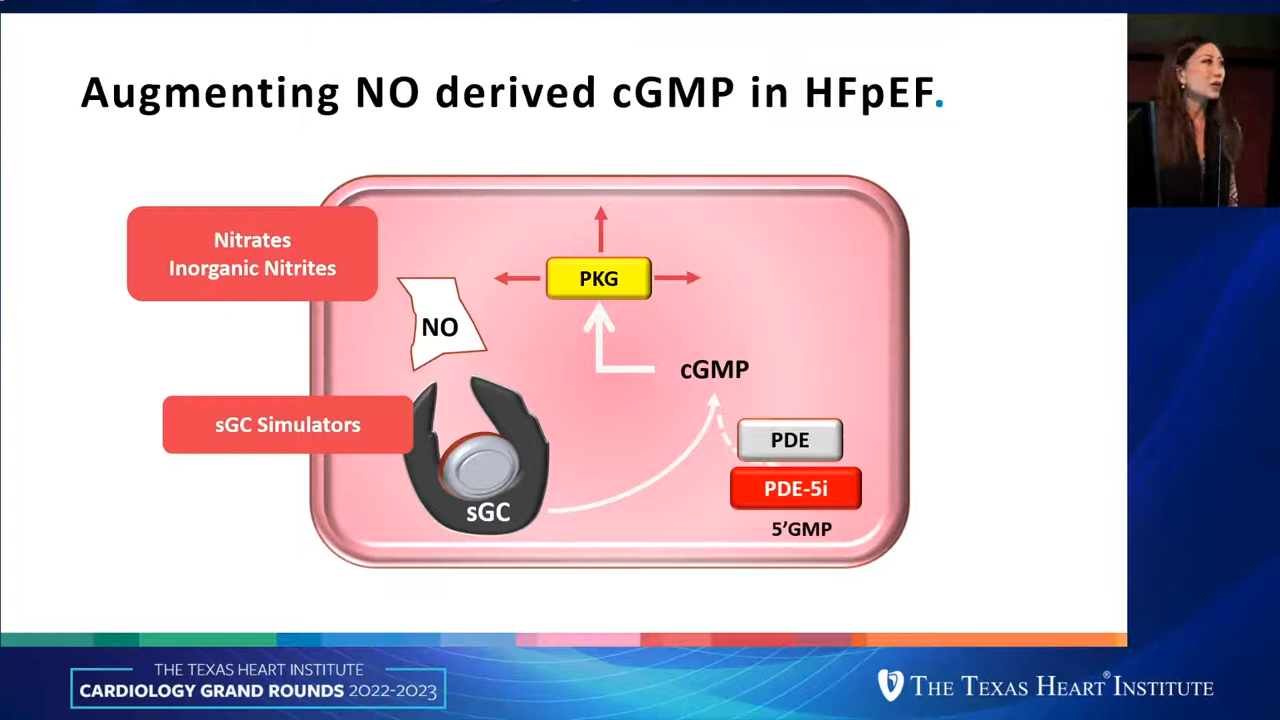 Augmenting NO derived cGMP in HFpEF.
Nitrates
Inorganic Nitrites
PKG
NO
cGMP
sGC Simulators
PDE
PDE-5i
sGC
5’GMP
THE TEXAS HEART INSTITUTE
CARDIOLOGY GRAND ROUNDS 2022-2023
THE TEXAS HEART® INSTITUTE